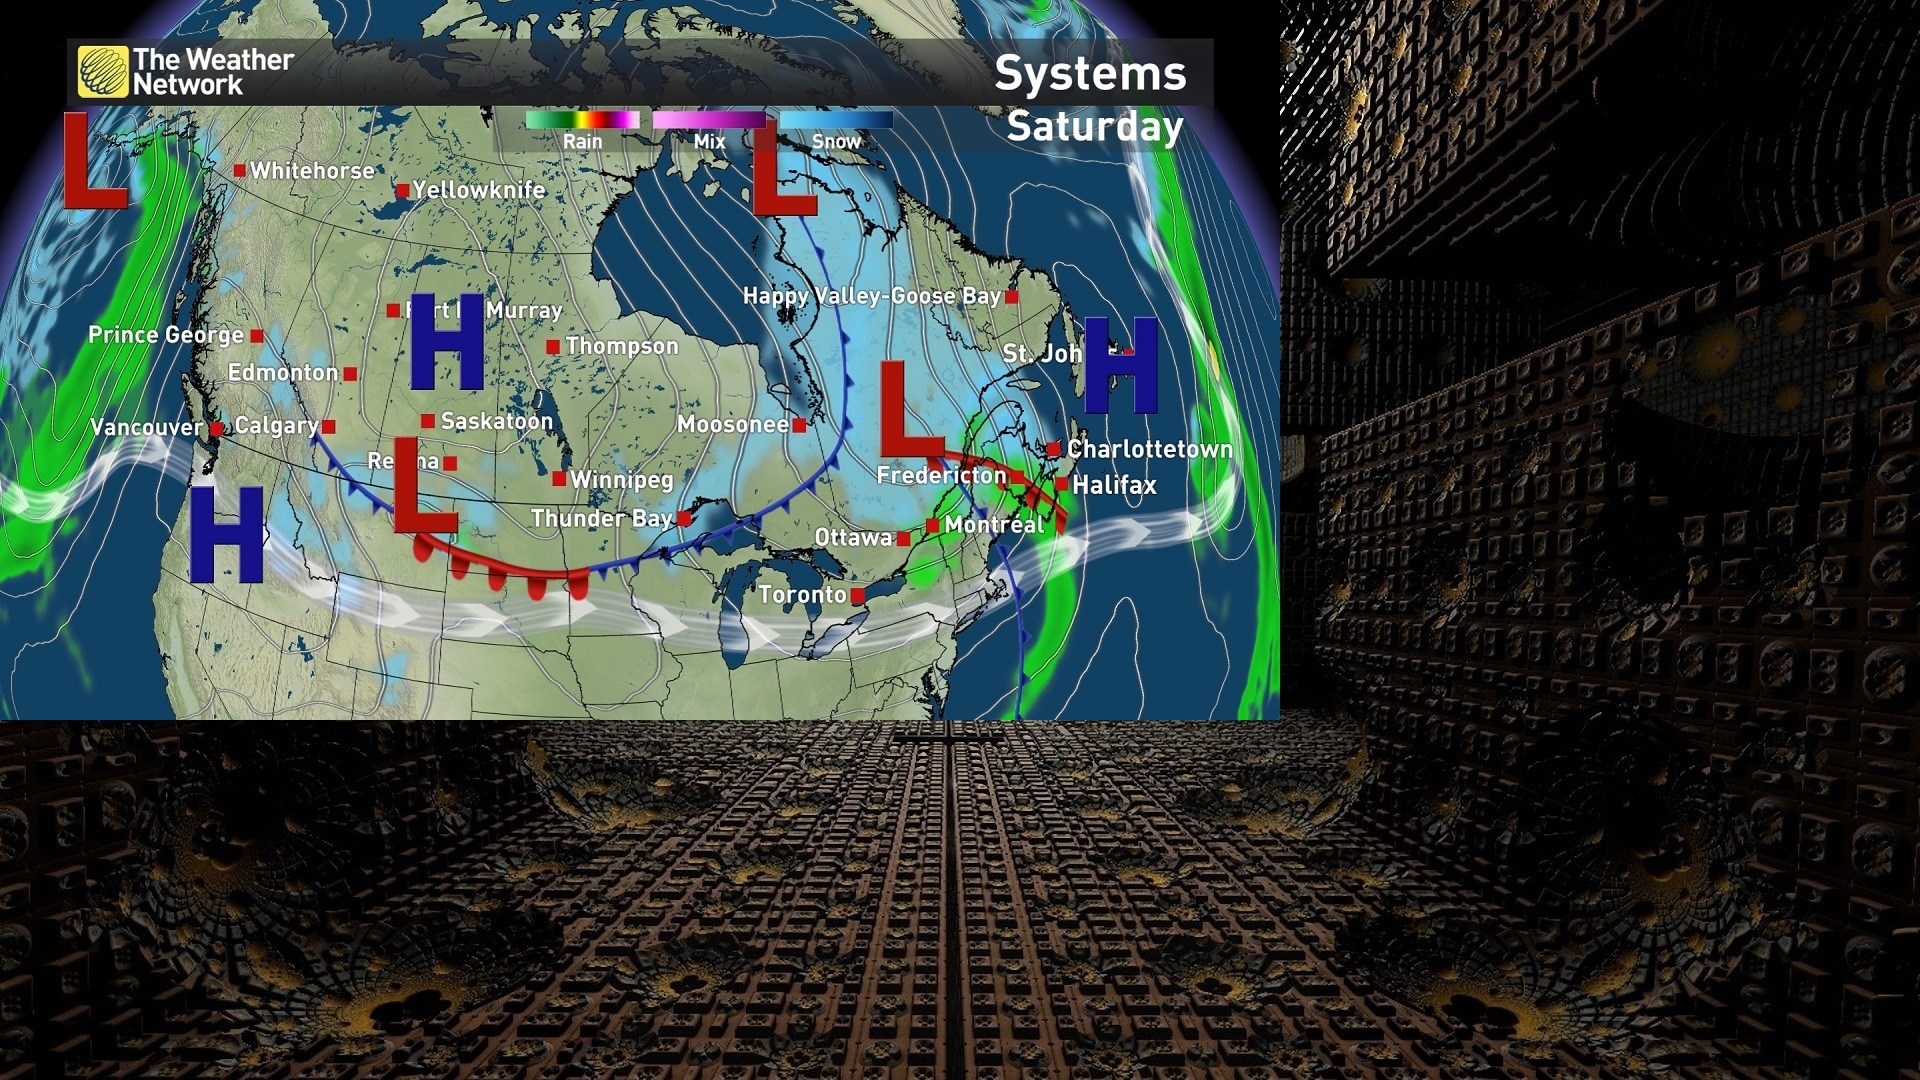 The Weather
Network
Systems
Saturday
Rain
Mix
Snow
L
L
Whitehorse
Yellowknife
Happy Valley-Goose Bay
Murray
H
Prince George
Thompson
H
Edmonton
L
Vancouver
Calgary
Saskatoon
Moosonee
Charlottetown
L
Winnipeg
Fredericton
Halifax
H
Thunder Bay
Montréal
Ottawa
Toronto